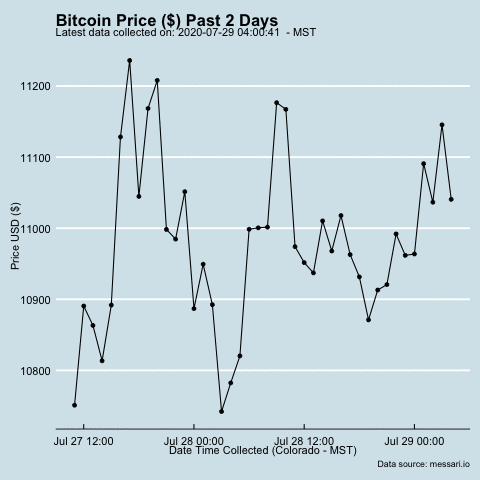 Bitcoin Price ($) Past 2 Days
Latest data collected on: 2020-07-29 04:00:41 - MST
11200
11100
11000
10900
10800
Price USD ($)
Jul 27 12:00 Jul 28 00:00 Jul 28 12:00 Jul 29 00:00
Date Time Collected (Colorado - MST)
Data source: messari.io